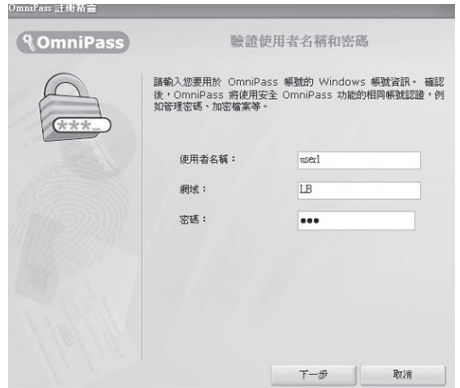 OmniPass 註冊精靈
OmniPass
驗證使用者名稱和密碼
請輸入您要用於 OmniPass 帳號的 Windows 帳號資訊。 確認
後，OmniPass 將使用安全 OmniPass 功能的相同帳號認證，例
如管理密碼、加密檔案等。
***_
使用者名稱：
user1
網域：
LB
密碼：
●●●
下一步
取消